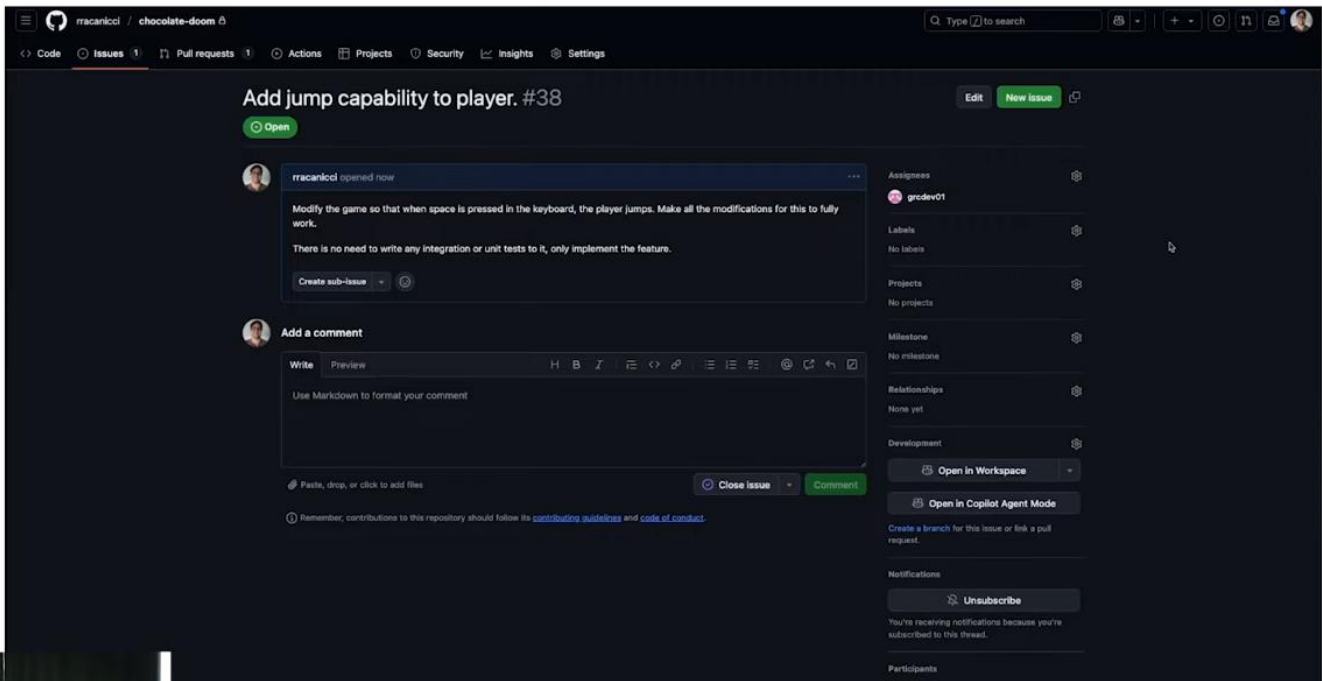 rracanicci / chocolate-doom
Type / to search
Code Issues 1 Pull requests 1 Actions Projects Security Insights Settings
Add jump capability to player. #38
Edit New issue
Open
rracanicci opened now
Modify the game so that when space is pressed in the keyboard, the player jumps. Make all the modifications for this to fully
work.
There is no need to write any integration or unit tests to it, only implement the feature.
Create sub-issue
Add a comment
Write Preview
H B I
Use Markdown to format your comment
Paste, drop, or click to add files
Close issue Comment
Remember, contributions to this repository should follow its contributing guidelines and code of conduct.
Assignees
grcdev01
Labels
No labels
Projects
No projects
Milestone
No milestone
Relationships
None yet
Development
Open in Workspace
Open in Copilot Agent Mode
Create a branch for this issue or link a pull
request.
Notifications
Unsubscribe
You're receiving notifications because you're
subscribed to this thread.
Participants